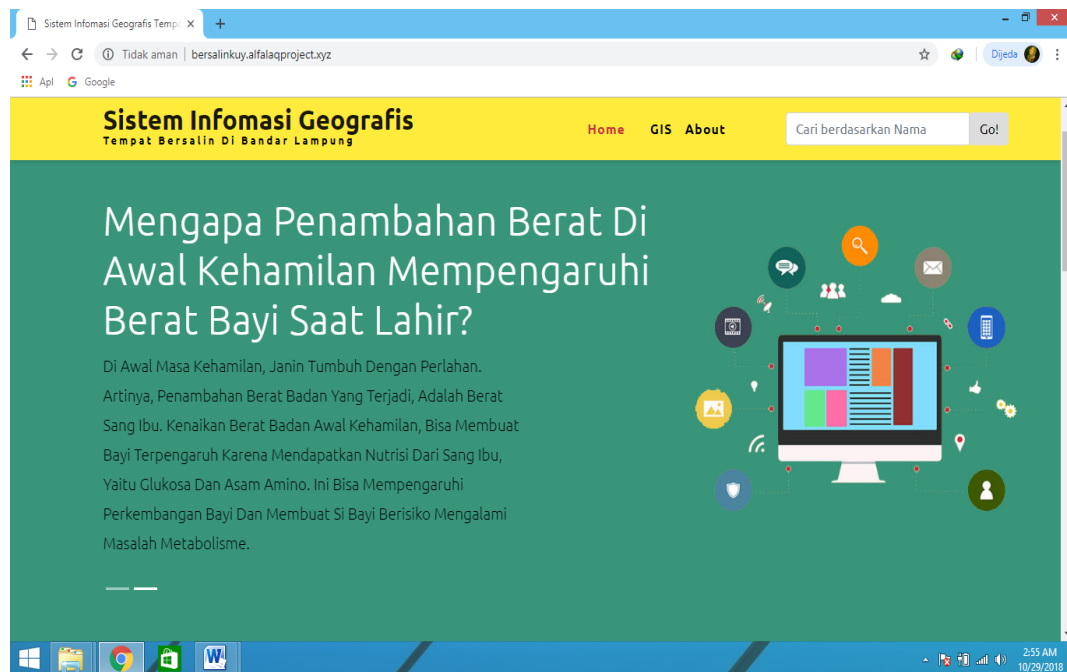 Sistem Infomasi Geografis Temp
Tidak aman | bersalinkuy.alfalaqproject.xyz
Dijeda
Apl Google
Sistem Infomasi Geografis
Tempat Bersalin Di Bandar Lampung
Home GIS About
Cari berdasarkan Nama Go!
Mengapa Penambahan Berat Di
Awal Kehamilan Mempengaruhi
Berat Bayi Saat Lahir?
Di Awal Masa Kehamilan, Janin Tumbuh Dengan Perlahan.
Artinya, Penambahan Berat Badan Yang Terjadi, Adalah Berat
Sang Ibu. Kenaikan Berat Badan Awal Kehamilan, Bisa Membuat
Bayi Terpengaruh Karena Mendapatkan Nutrisi Dari Sang Ibu,
Yaitu Glukosa Dan Asam Amino. Ini Bisa Mempengaruhi
Perkembangan Bayi Dan Membuat Si Bayi Berisiko Mengalami
Masalah Metabolisme.
2:55 AM
10/29/2018